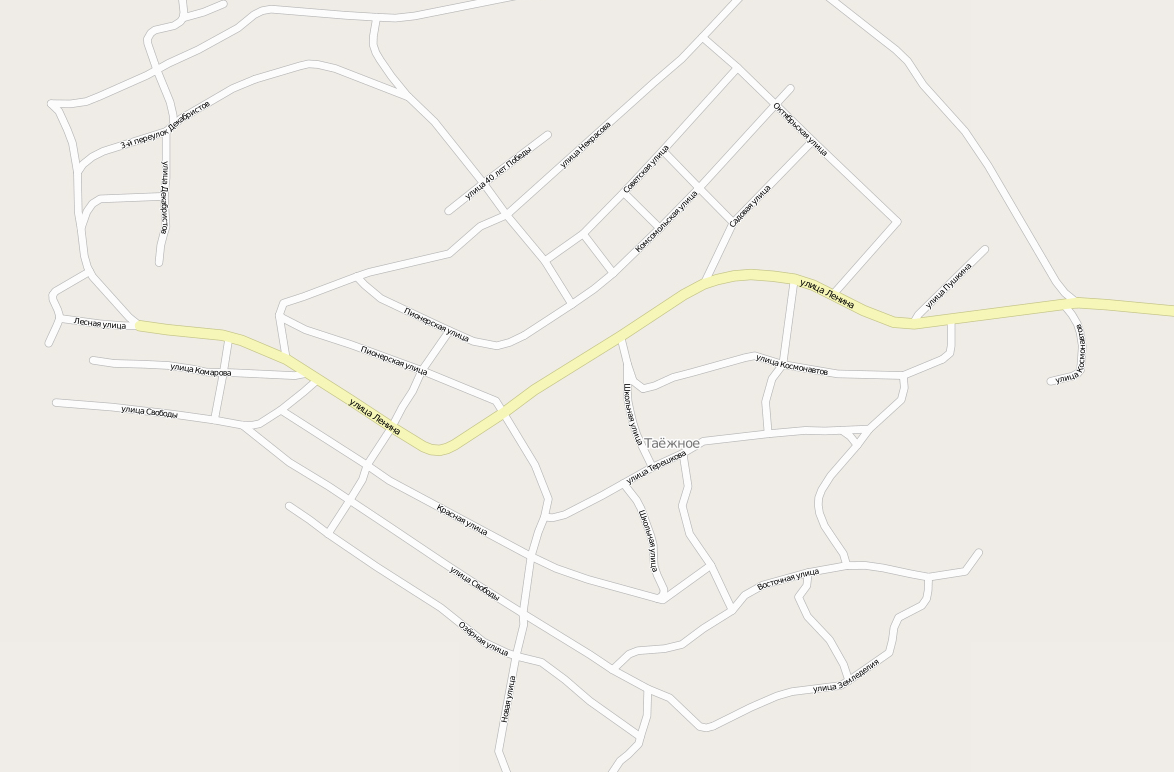 3-й переулок Декабристов
улица Декабристов
улица 40 лет Победы
улица Некрасова
Октябрьская улица
Советская улица
Комсомольская улица
Садовая улица
улица Пушкина
улица Ленина
Лесная улица
Пионерская улица
Пионерская улица
улица Космонавтов
улица Космонавтов
улица Комарова
улица Свободы
улица Ленина
Школьная улица
Таёжное
улица Терешкова
Красная улица
Школьная улица
улица Свободы
Восточная улица
Озёрная улица
улица Земледелия
Новая улица